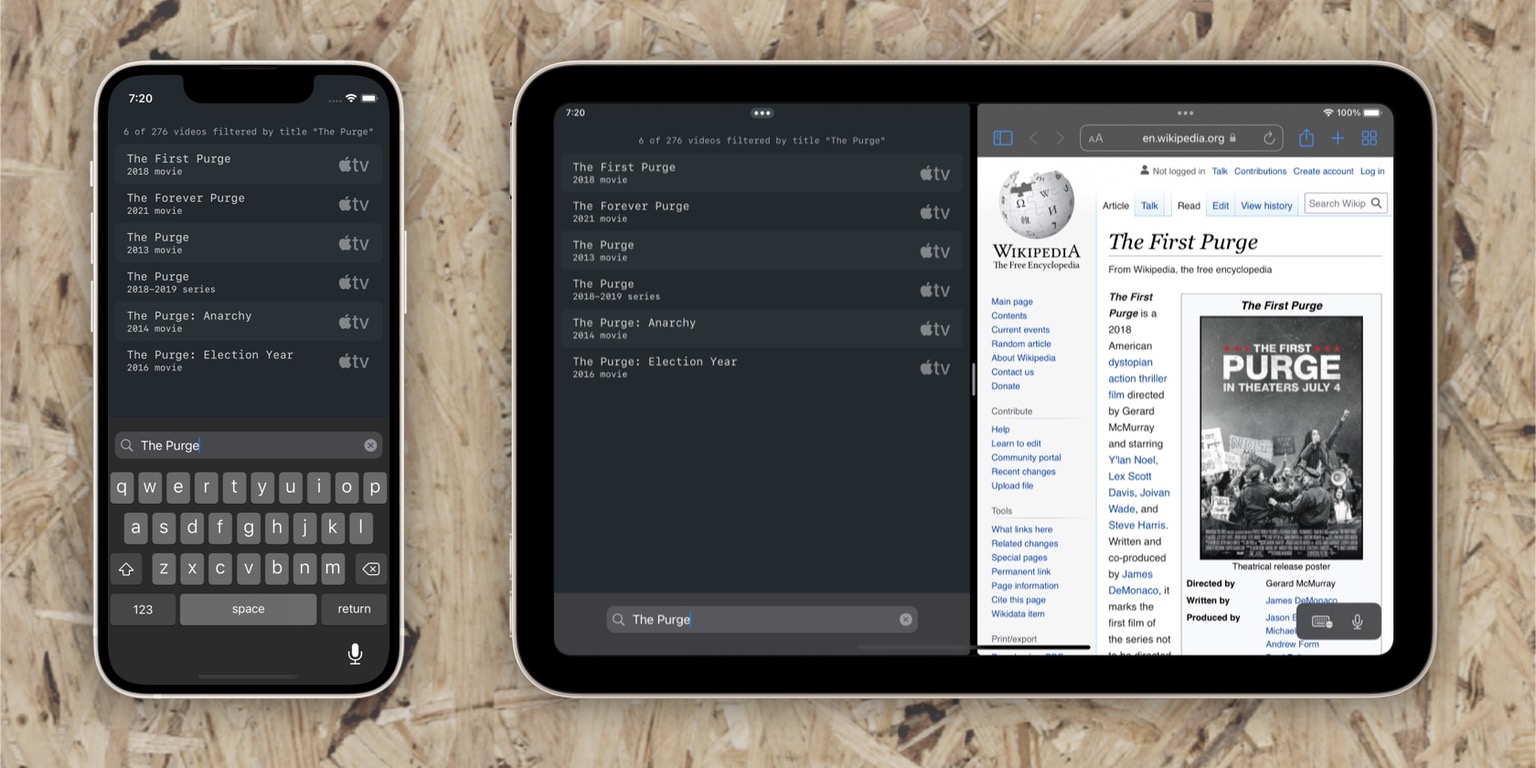 7:20
6 of 276 videos filtered by title "The Purge"
The First Purge
2018 movie
tv
The Forever Purge
2021 movie
tv
The Purge
2013 movie
tv
The Purge
2018–2019 series
tv
The Purge: Anarchy
2014 movie
tv
The Purge: Election Year
2016 movie
tv
The Purge
q w e r t y u i o p
a s d f g h j k l
z x c v b n m
123 space return
7:20
6 of 276 videos filtered by title "The Purge"
The First Purge
2018 movie
tv
The Forever Purge
2021 movie
tv
The Purge
2013 movie
tv
The Purge
2018–2019 series
tv
The Purge: Anarchy
2014 movie
tv
The Purge: Election Year
2016 movie
tv
The Purge
100%
AA en.wikipedia.org
Not logged in Talk Contributions Create account Log in
Article Talk Read Edit View history Search Wikip
WIKIPEDIA
The Free Encyclopedia
Main page
Contents
Current events
Random article
About Wikipedia
Contact us
Donate
Contribute
Help
Learn to edit
Community portal
Recent changes
Upload file
Tools
What links here
Related changes
Special pages
Permanent link
Page information
Cite this page
Wikidata item
Print/export
The First Purge
From Wikipedia, the free encyclopedia
The First
Purge is a
2018
American
dystopian
action thriller
film directed
by Gerard
McMurray
and starring
Y'lan Noel,
Lex Scott
Davis, Joivan
Wade, and
Steve Harris.
Written and
co-produced
by James
DeMonaco, it
marks the
first film of
the series not
to be directed
The First Purge
THE FIRST
PURGE
IN THEATERS JULY 4
Theatrical release poster
Directed by Gerard McMurray
Written by James DeMonaco
Produced by Jason
Michael
Andrew Form